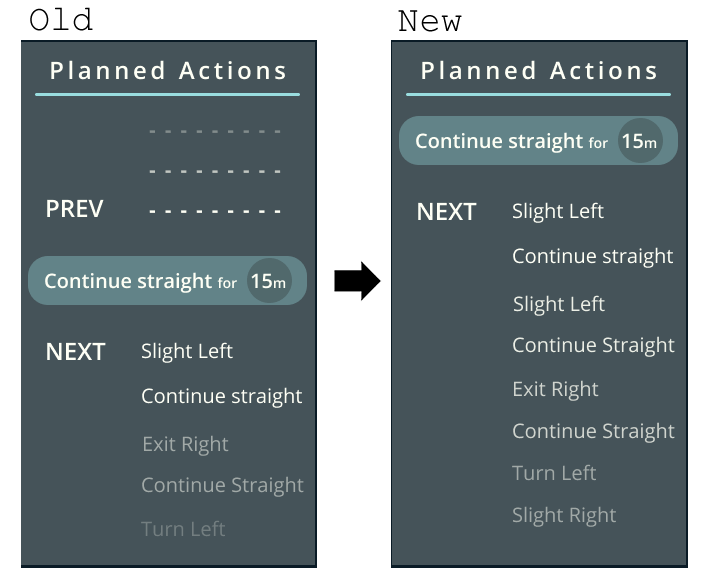 Old
Planned Actions
- - - - - - - - -
- - - - - - - - -
PREV - - - - - - - - -
Continue straight for 15m
NEXT Slight Left
Continue straight
Exit Right
Continue Straight
Turn Left
New
Planned Actions
Continue straight for 15m
NEXT Slight Left
Continue straight
Slight Left
Continue Straight
Exit Right
Continue Straight
Turn Left
Slight Right